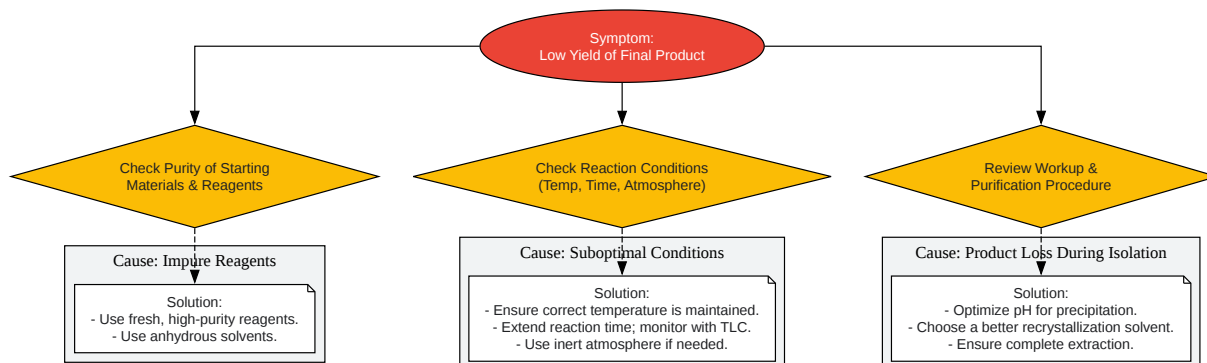 Symptom:
Low Yield of Final Product
Check Purity of Starting
Materials & Reagents
Check Reaction Conditions
(Temp, Time, Atmosphere)
Review Workup &
Purification Procedure
Cause: Impure Reagents
Solution:
- Use fresh, high-purity reagents.
- Use anhydrous solvents.
Cause: Suboptimal Conditions
Solution:
- Ensure correct temperature is maintained.
- Extend reaction time; monitor with TLC.
- Use inert atmosphere if needed.
Cause: Product Loss During Isolation
Solution:
- Optimize pH for precipitation.
- Choose a better recrystallization solvent.
- Ensure complete extraction.